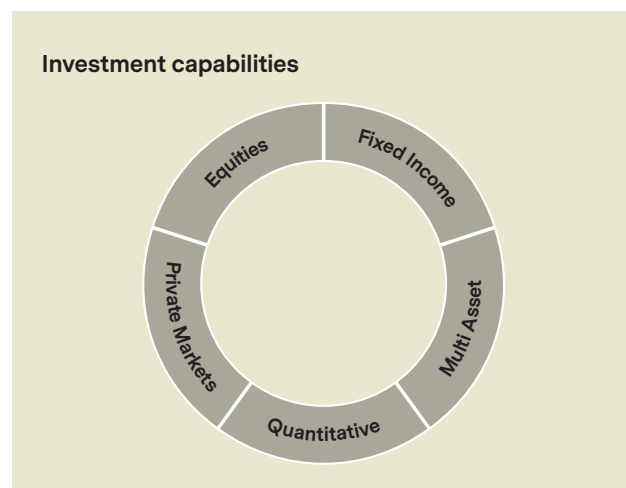 Investment capabilities
Fixed Income
Multi Asset
Quantitative
Private Markets
Equities